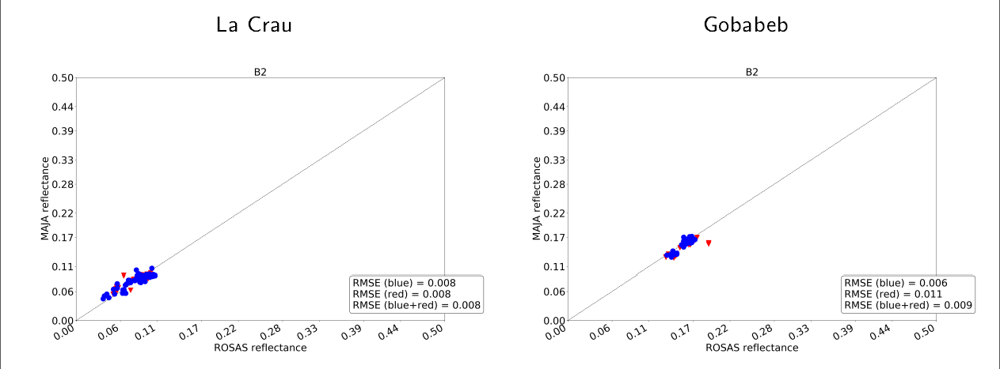 La Crau
Gobabeb
B2
0.50
0.44
0.39
0.33
0.28
0.22
0.17
0.11
0.06
0.00
MAJA reflectance
0.00 0.06 0.11 0.17 0.22 0.28 0.33 0.39 0.44 0.50
ROSAS reflectance
RMSE (blue) = 0.008
RMSE (red) = 0.008
RMSE (blue+red) = 0.008
B2
0.50
0.44
0.39
0.33
0.28
0.22
0.17
0.11
0.06
0.00
MAJA reflectance
0.00 0.06 0.11 0.17 0.22 0.28 0.33 0.39 0.44 0.50
ROSAS reflectance
RMSE (blue) = 0.006
RMSE (red) = 0.011
RMSE (blue+red) = 0.009